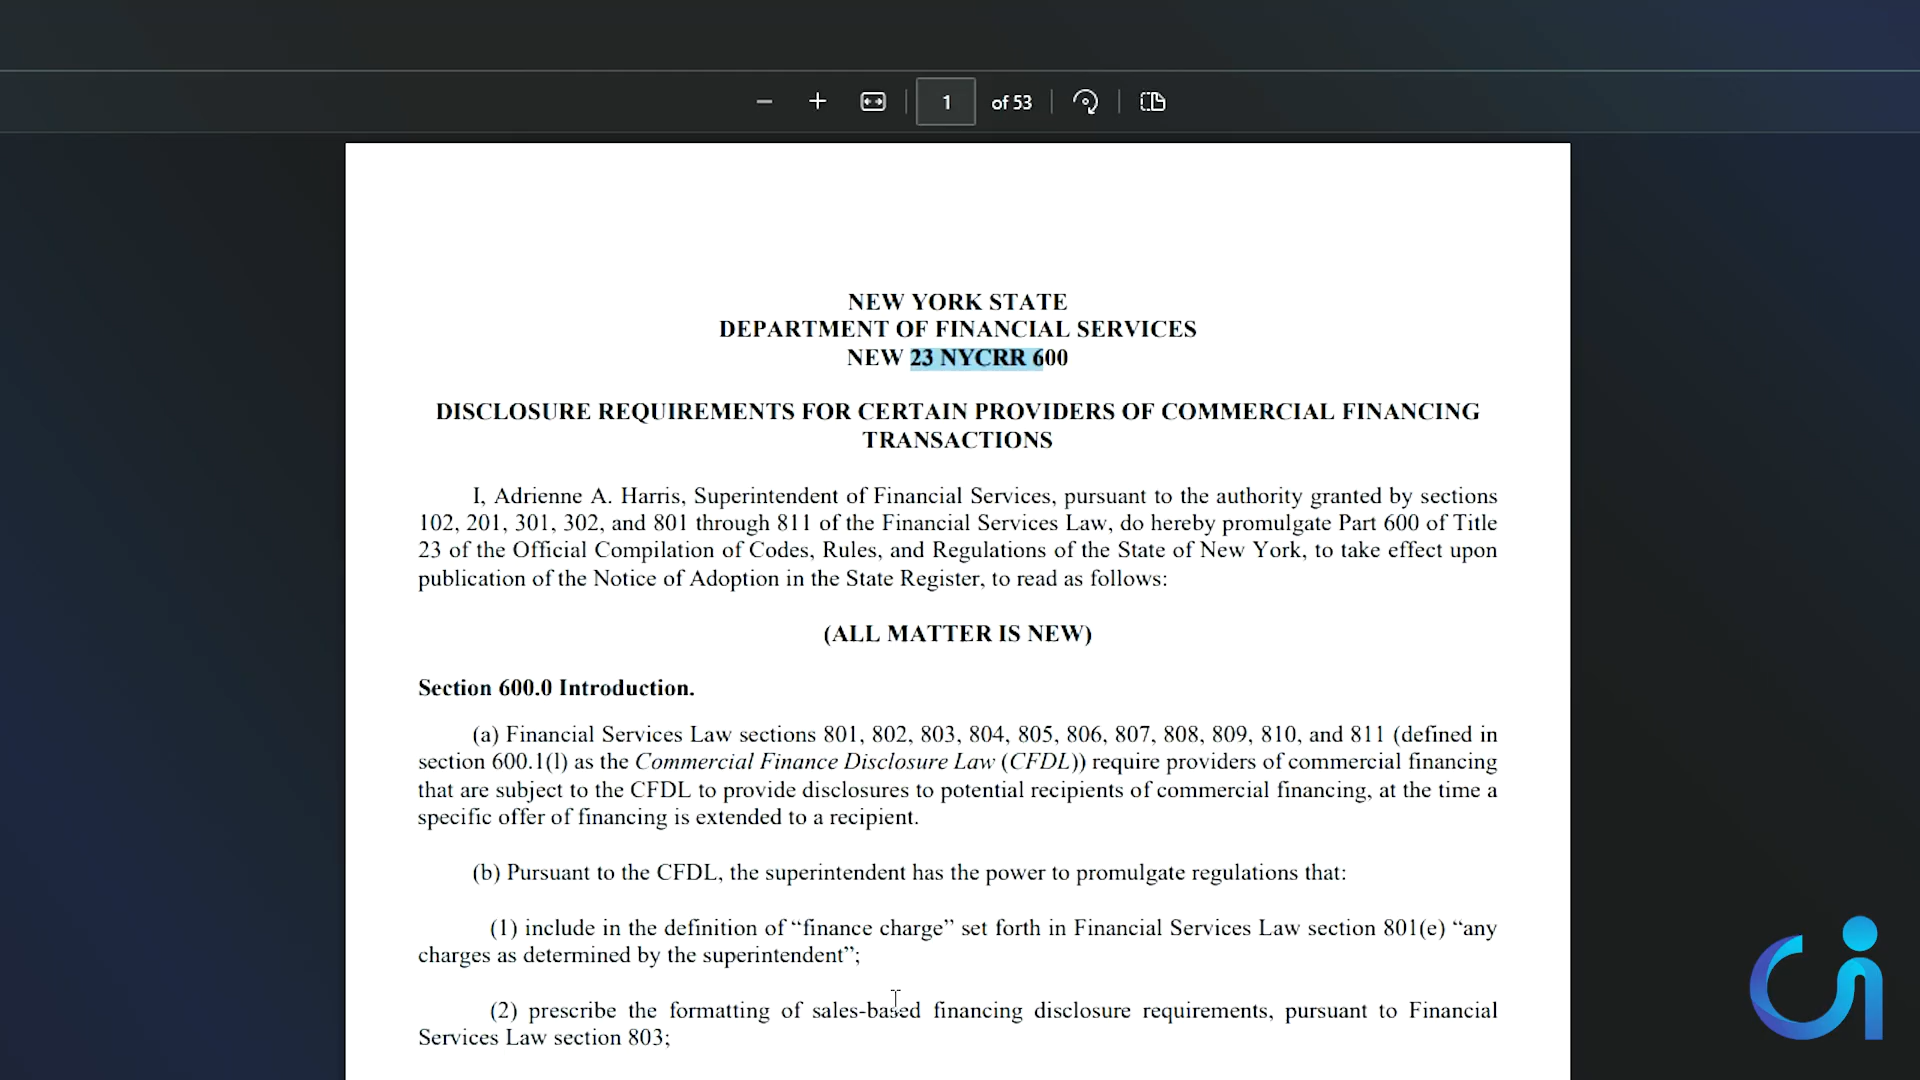 1 of 53
NEW YORK STATE
DEPARTMENT OF FINANCIAL SERVICES
NEW 23 NYCRR 600
DISCLOSURE REQUIREMENTS FOR CERTAIN PROVIDERS OF COMMERCIAL FINANCING
TRANSACTIONS
I, Adrienne A. Harris, Superintendent of Financial Services, pursuant to the authority granted by sections
102, 201, 301, 302, and 801 through 811 of the Financial Services Law, do hereby promulgate Part 600 of Title
23 of the Official Compilation of Codes, Rules, and Regulations of the State of New York, to take effect upon
publication of the Notice of Adoption in the State Register, to read as follows:
(ALL MATTER IS NEW)
Section 600.0 Introduction.
(a) Financial Services Law sections 801, 802, 803, 804, 805, 806, 807, 808, 809, 810, and 811 (defined in
section 600.1(l) as the Commercial Finance Disclosure Law (CFDL)) require providers of commercial financing
that are subject to the CFDL to provide disclosures to potential recipients of commercial financing, at the time a
specific offer of financing is extended to a recipient.
(b) Pursuant to the CFDL, the superintendent has the power to promulgate regulations that:
(1) include in the definition of “finance charge” set forth in Financial Services Law section 801(e) “any
charges as determined by the superintendent”;
(2) prescribe the formatting of sales-based financing disclosure requirements, pursuant to Financial
Services Law section 803;